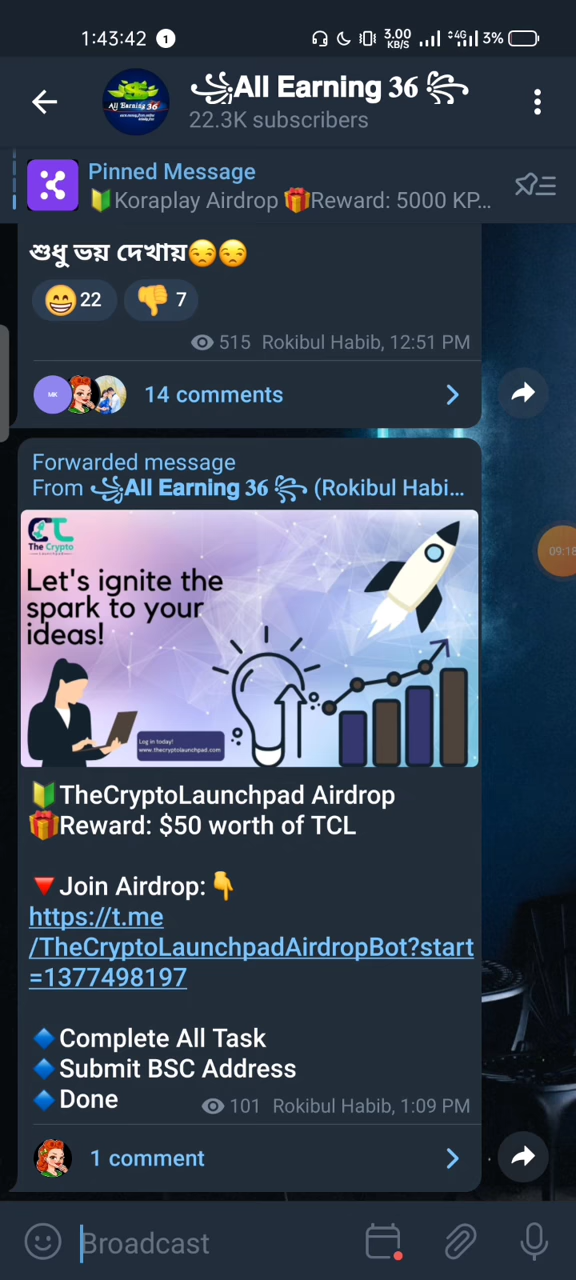 1:43:42 1 3.00 KB/S 4G 3%
꧁All Earning 36 ꧂
22.3K subscribers
Pinned Message
🔰Koraplay Airdrop 🎁Reward: 5000 KP...
শুধু ভয় দেখায়😒😒
😁 22 👎 7
515 Rokibul Habib, 12:51 PM
MK
14 comments
Forwarded message
From ꧁All Earning 36 ꧂ (Rokibul Habi...
The Crypto
Let's ignite the
spark to your
ideas!
Log in today!
www.thecryptolaunchpad.com
09:18
🔰TheCryptoLaunchpad Airdrop
🎁Reward: $50 worth of TCL
🔻Join Airdrop:👇
https://t.me
/TheCryptoLaunchpadAirdropBot?start
=1377498197
🔹Complete All Task
🔹Submit BSC Address
🔹Done
101 Rokibul Habib, 1:09 PM
1 comment
Broadcast